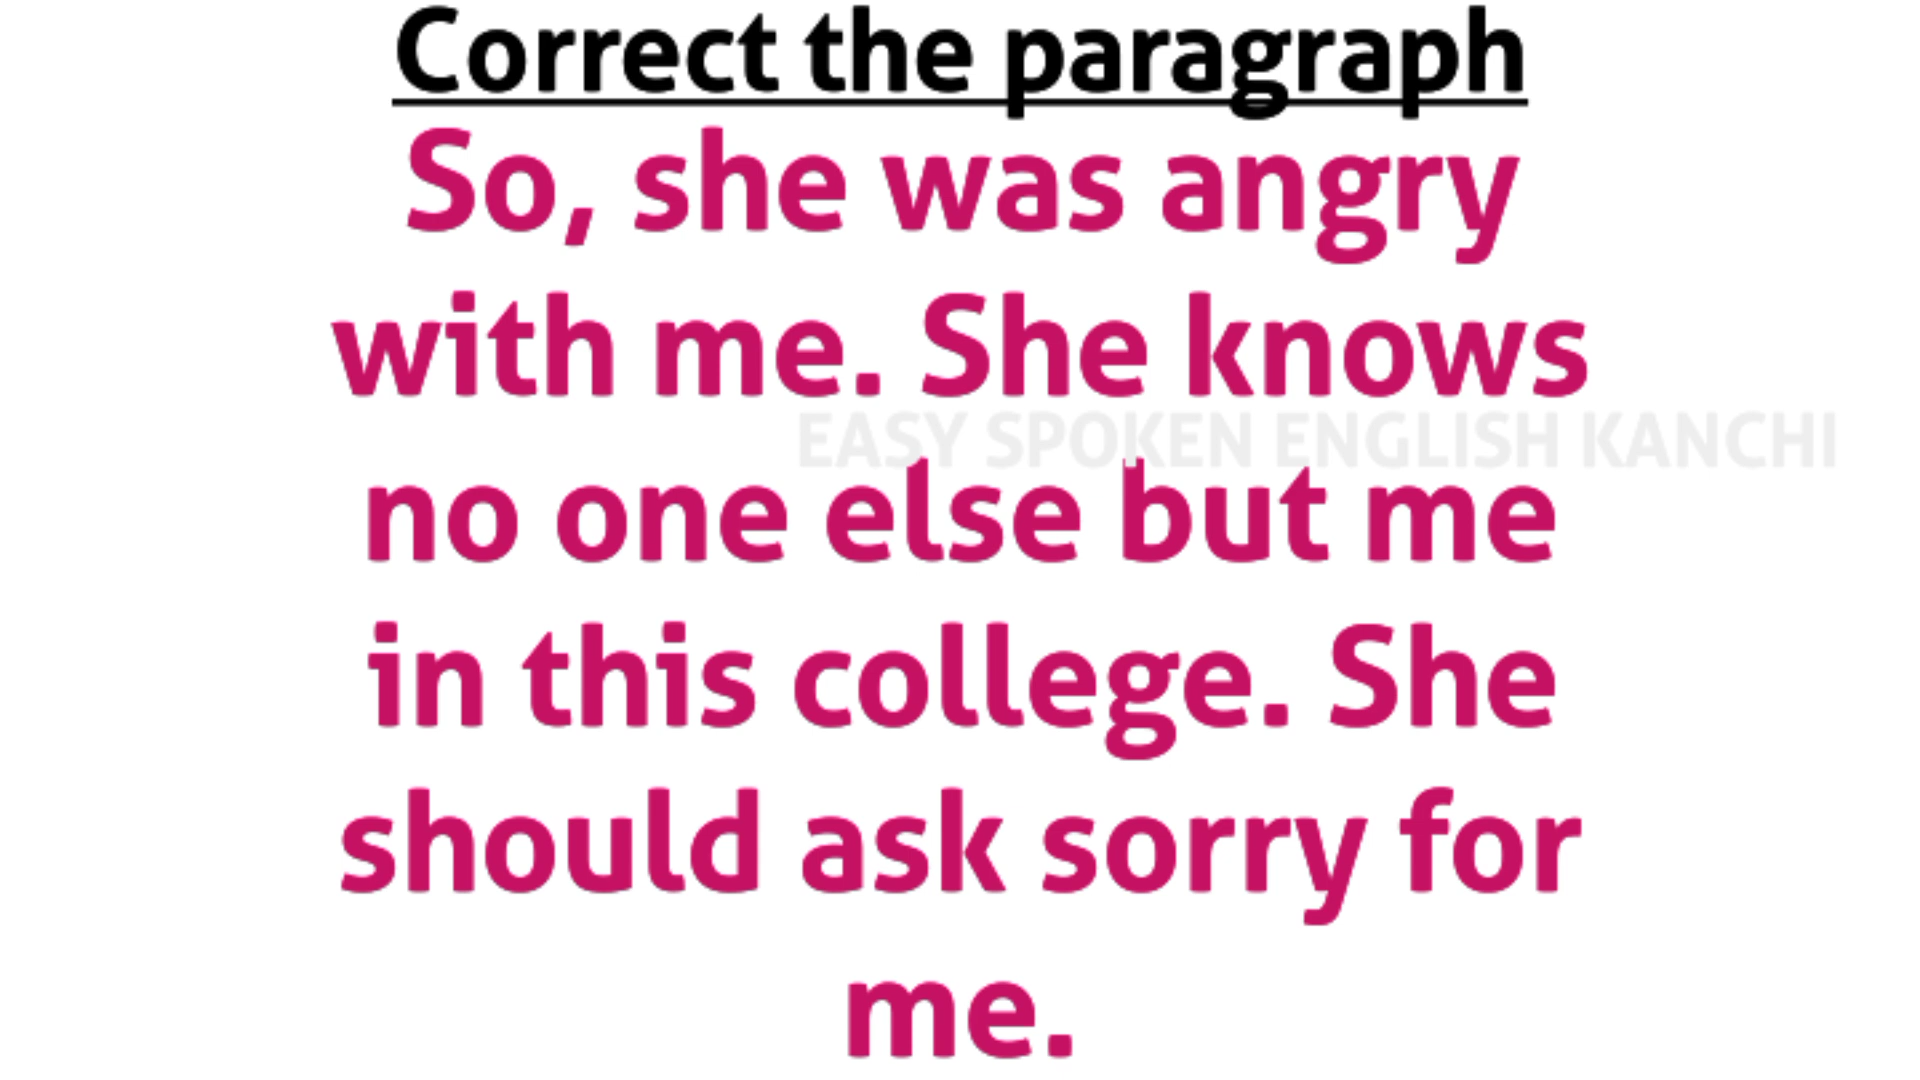 Correct the paragraph
So, she was angry
with me. She knows
EASY SPOKEN ENGLISH KANCHI
no one else but me
in this college. She
should ask sorry for
me.